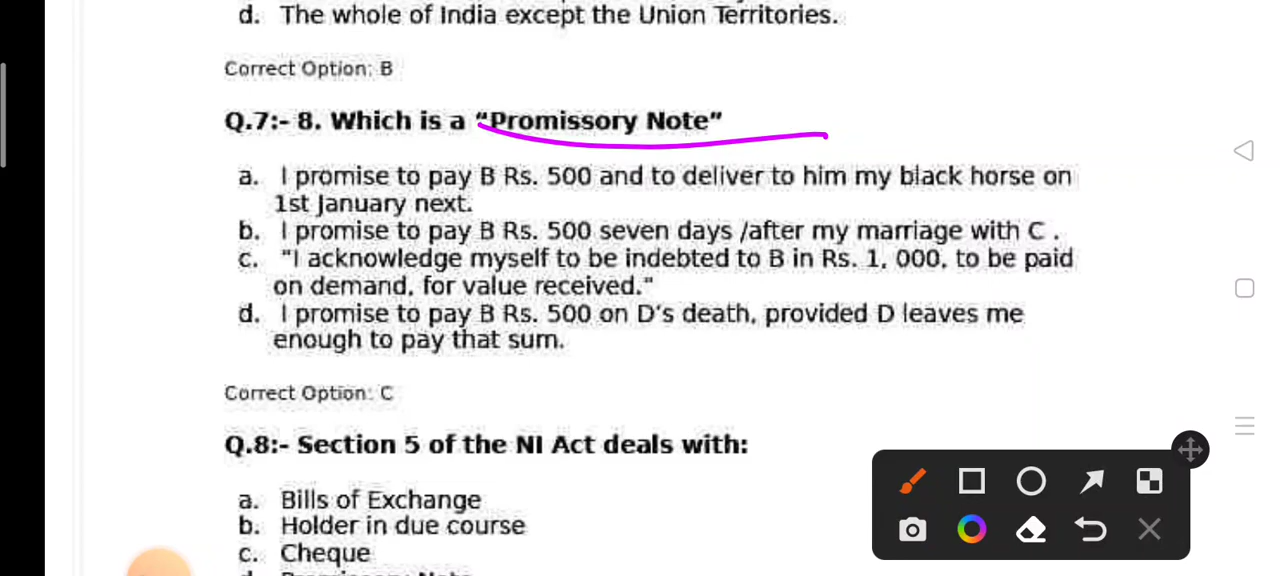 d. The whole of India except the Union Territories.
Correct Option: B
Q.7:- 8. Which is a “Promissory Note”
a. I promise to pay B Rs. 500 and to deliver to him my black horse on
1st January next.
b. I promise to pay B Rs. 500 seven days /after my marriage with C .
c. "I acknowledge myself to be indebted to B in Rs. 1, 000, to be paid
on demand, for value received."
d. I promise to pay B Rs. 500 on D’s death, provided D leaves me
enough to pay that sum.
Correct Option: C
Q.8:- Section 5 of the NI Act deals with:
a. Bills of Exchange
b. Holder in due course
c. Cheque